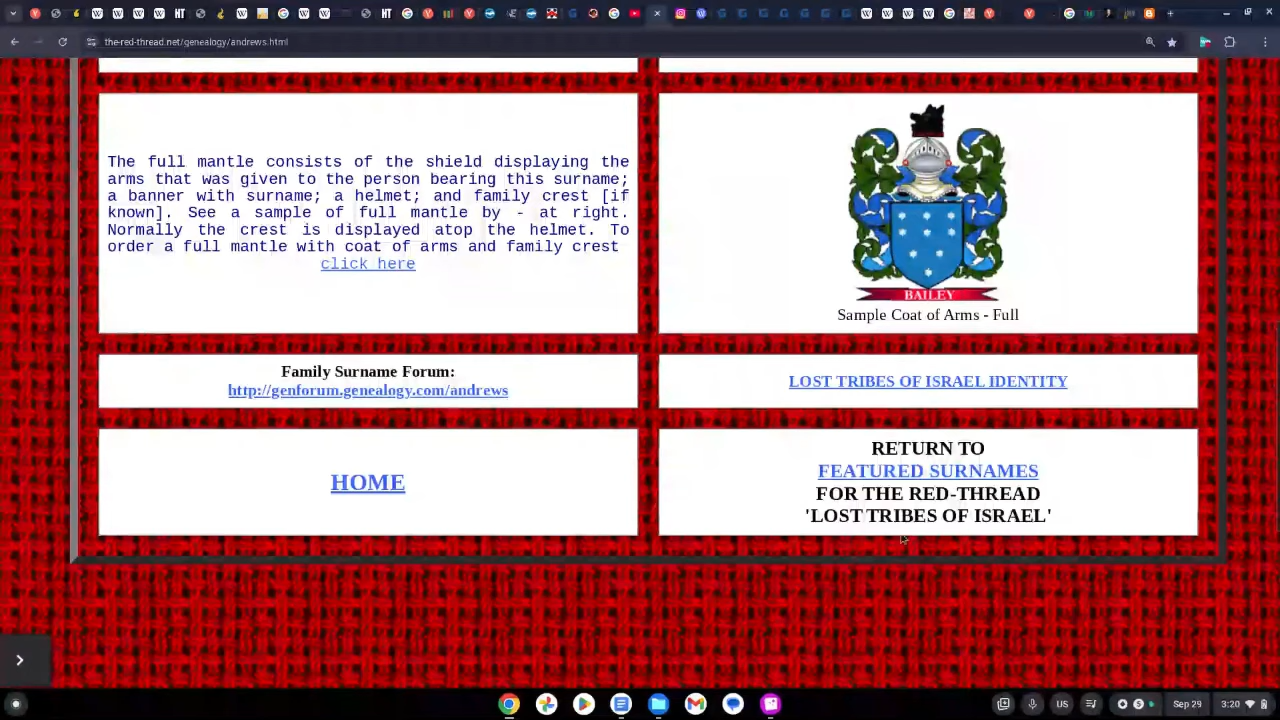 the-red-thread.net/genealogy/andrews.html
The full mantle consists of the shield displaying the
arms that was given to the person bearing this surname;
a banner with surname; a helmet; and family crest [if
known]. See a sample of full mantle by - at right.
Normally the crest is displayed atop the helmet. To
order a full mantle with coat of arms and family crest
click here
BAILEY
Sample Coat of Arms - Full
Family Surname Forum:
http://genforum.genealogy.com/andrews
LOST TRIBES OF ISRAEL IDENTITY
HOME
RETURN TO
FEATURED SURNAMES
FOR THE RED-THREAD
'LOST TRIBES OF ISRAEL'
US
Sep 29
3:20